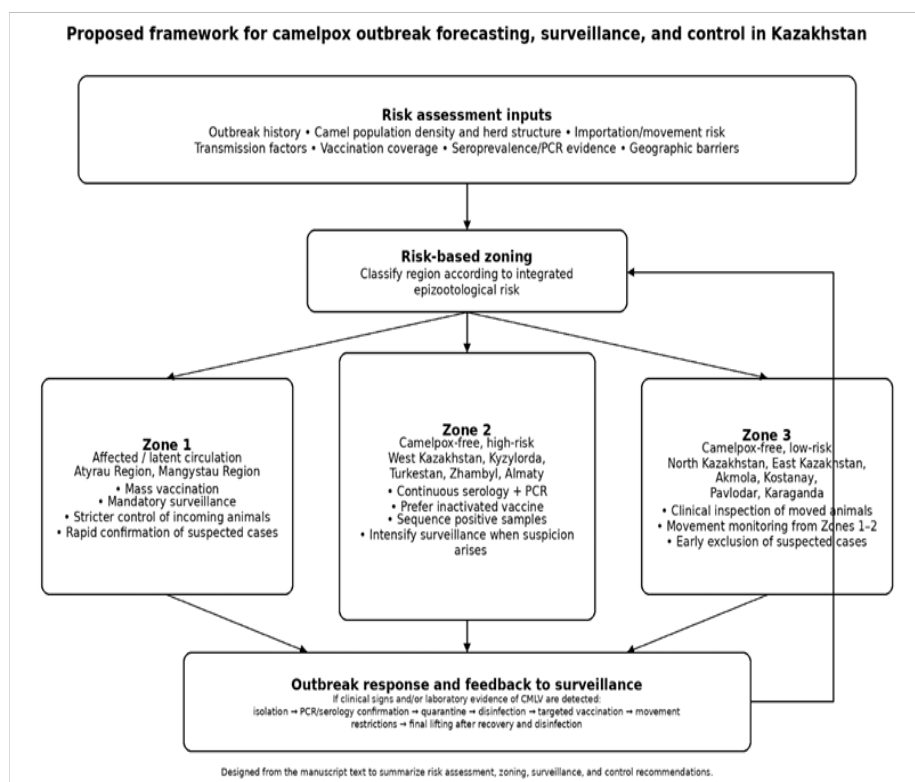 Proposed framework for camelpox outbreak forecasting, surveillance, and control in Kazakhstan
Risk assessment inputs
Outbreak history • Camel population density and herd structure • Importation/movement risk
Transmission factors • Vaccination coverage • Seroprevalence/PCR evidence • Geographic barriers
Risk-based zoning
Classify region according to integrated
epizootological risk
Zone 1
Affected / latent circulation
Atyrau Region, Mangystau Region
• Mass vaccination
• Mandatory surveillance
• Stricter control of incoming animals
• Rapid confirmation of suspected cases
Zone 2
Camelpox-free, high-risk
West Kazakhstan, Kyzylorda,
Turkestan, Zhambyl, Almaty
• Continuous serology + PCR
• Prefer inactivated vaccine
• Sequence positive samples
• Intensify surveillance when suspicion
arises
Zone 3
Camelpox-free, low-risk
North Kazakhstan, East Kazakhstan,
Akmola, Kostanay,
Pavlodar, Karaganda
• Clinical inspection of moved animals
• Movement monitoring from Zones 1–2
• Early exclusion of suspected cases
Outbreak response and feedback to surveillance
If clinical signs and/or laboratory evidence of CMLV are detected:
isolation → PCR/serology confirmation → quarantine → disinfection → targeted vaccination → movement
restrictions → final lifting after recovery and disinfection
Designed from the manuscript text to summarize risk assessment, zoning, surveillance, and control recommendations.